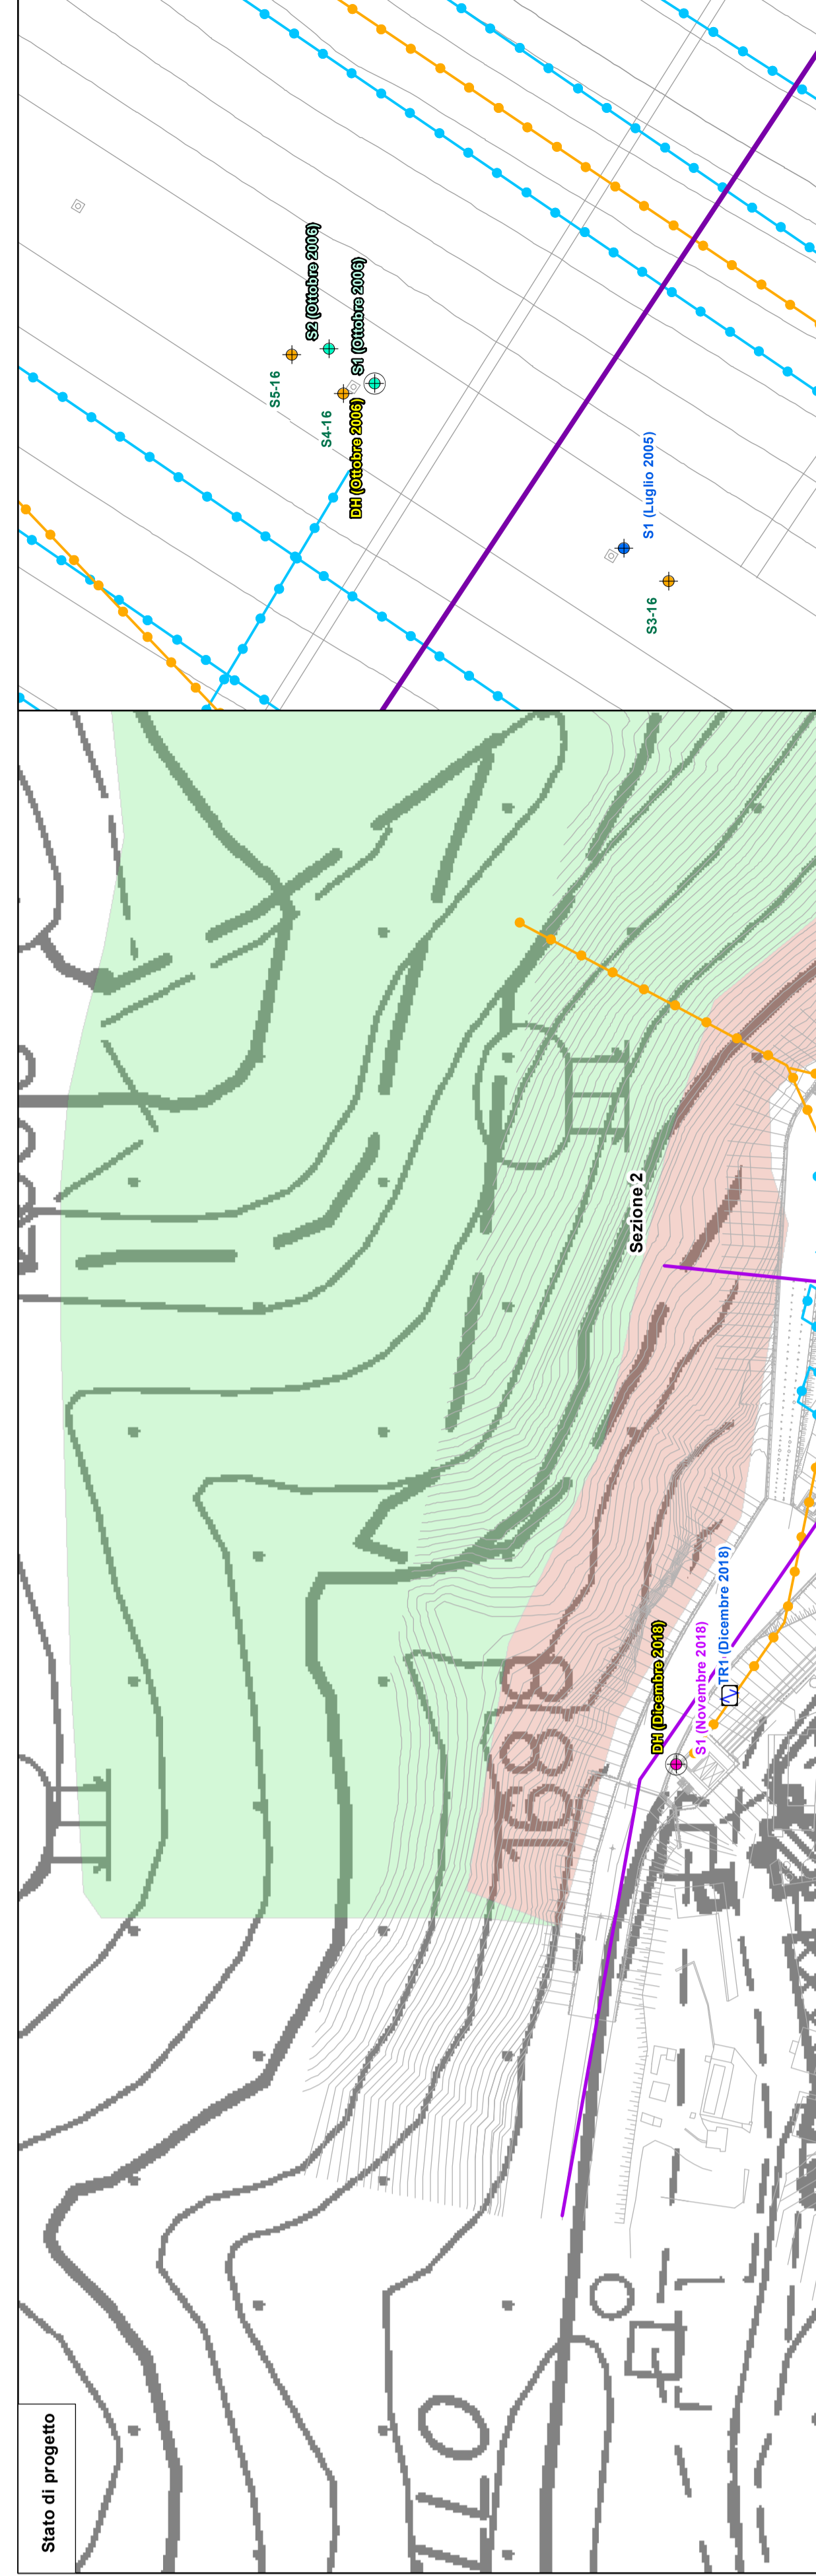 S2 (Ottobre 2006)
S1 (Ottobre 2006)
S5-16
S4-16
DH (Ottobre 2006)
S1 (Luglio 2005)
S3-16
Sezione 2
DH (Dicembre 2018)
S1 (Novembre 2018)
TR1 (Dicembre 2018)
1688
Stato di progetto